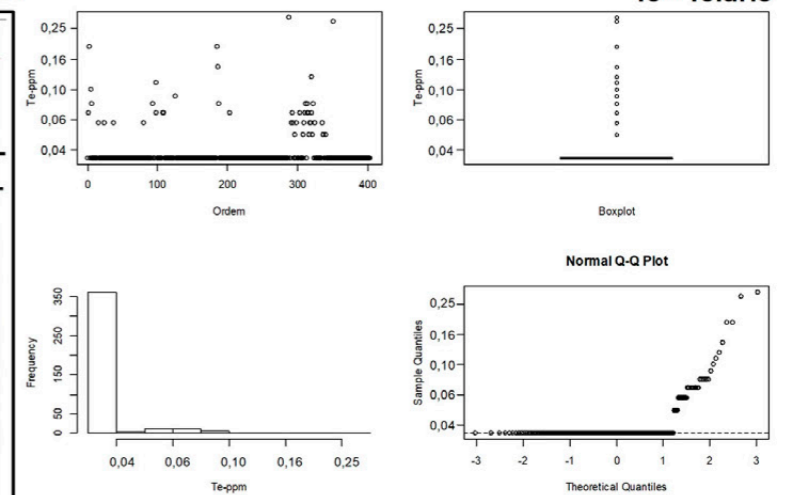 0,25
0,16
0,10
0,06
0,04
Te-ppm
0 100 200 300 400
Ordem
0,25
0,16
0,10
0,06
0,04
Te-ppm
Boxplot
350
250
150
50
0
Frequency
0,04 0,06 0,10 0,16 0,25
Te-ppm
Normal Q-Q Plot
0,25
0,16
0,10
0,06
0,04
Sample Quantiles
-3 -2 -1 0 1 2 3
Theoretical Quantiles